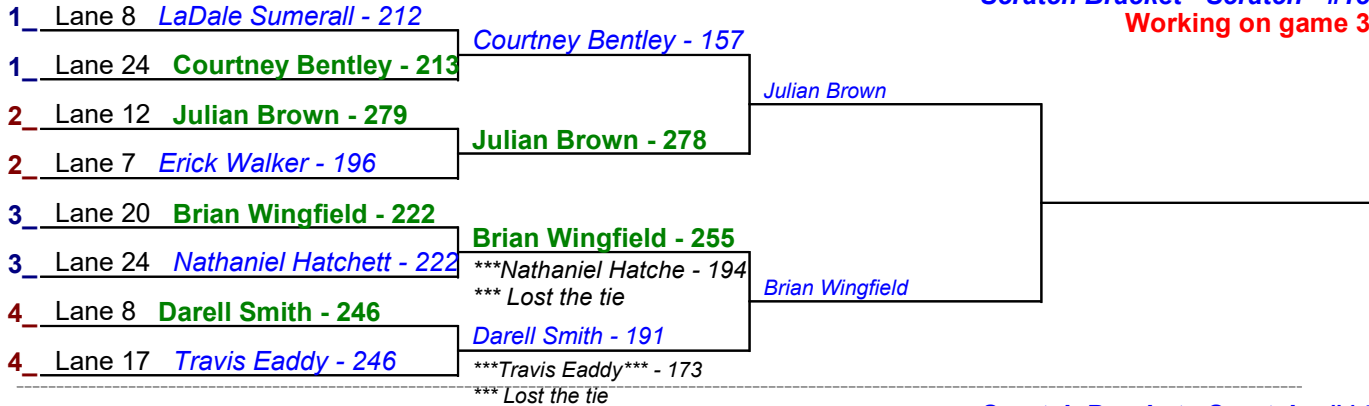 Scratch Bracket - Scratch - #10
Working on game 3
1_ Lane 8 LaDale Sumerall - 212
1_ Lane 24 Courtney Bentley - 213
2_ Lane 12 Julian Brown - 279
2_ Lane 7 Erick Walker - 196
3_ Lane 20 Brian Wingfield - 222
3_ Lane 24 Nathaniel Hatchett - 222
4_ Lane 8 Darell Smith - 246
4_ Lane 17 Travis Eaddy - 246
Courtney Bentley - 157
Julian Brown - 278
Brian Wingfield - 255
***Nathaniel Hatche - 194
*** Lost the tie
Darell Smith - 191
***Travis Eaddy*** - 173
*** Lost the tie
Julian Brown
Brian Wingfield